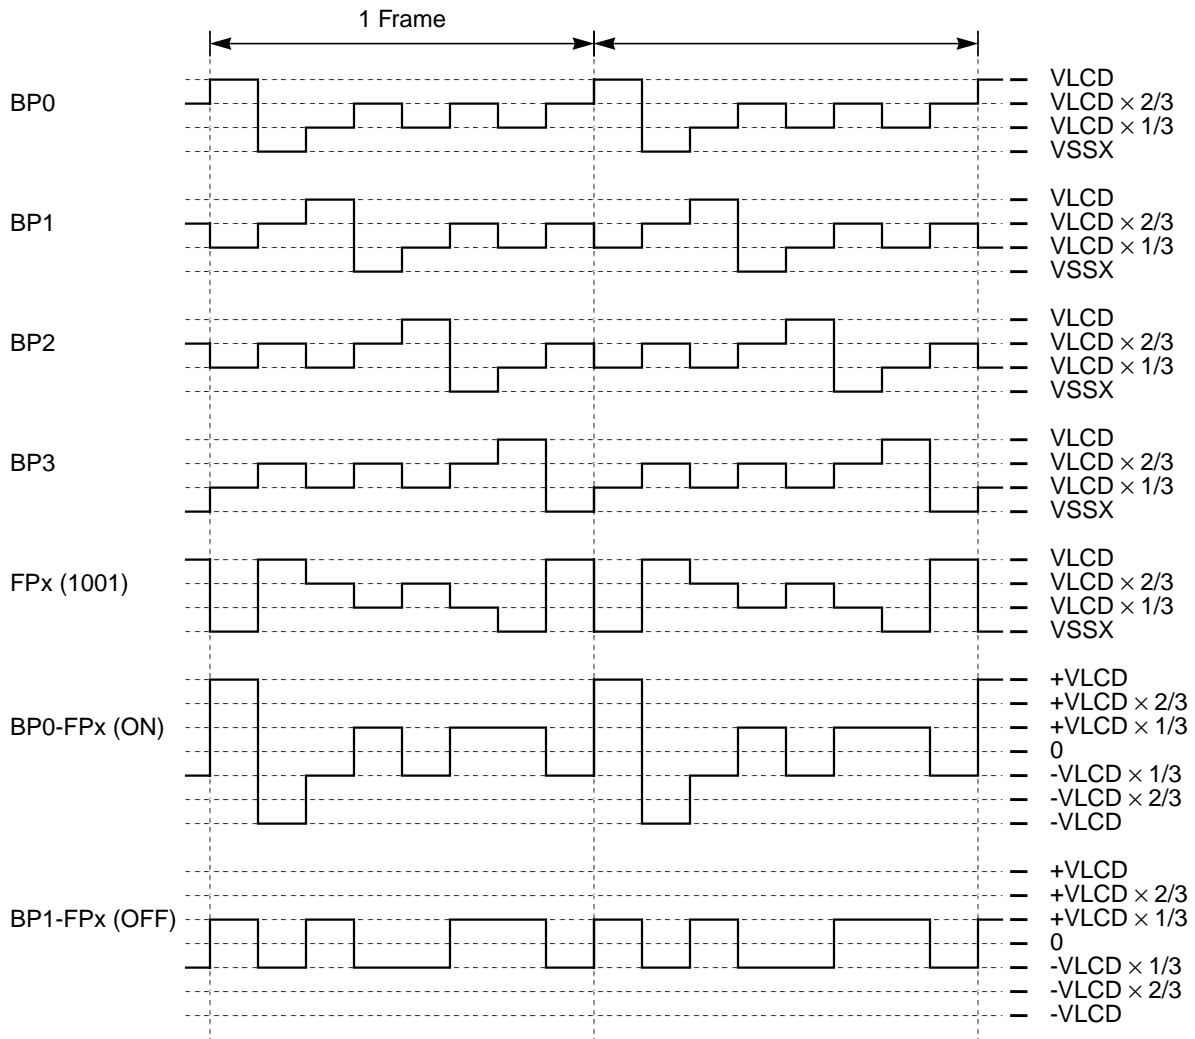 1 Frame
BP0
VLCD
VLCD × 2/3
VLCD × 1/3
VSSX
BP1
VLCD
VLCD × 2/3
VLCD × 1/3
VSSX
BP2
VLCD
VLCD × 2/3
VLCD × 1/3
VSSX
BP3
VLCD
VLCD × 2/3
VLCD × 1/3
VSSX
FPx (1001)
VLCD
VLCD × 2/3
VLCD × 1/3
VSSX
BP0-FPx (ON)
+VLCD
+VLCD × 2/3
+VLCD × 1/3
0
-VLCD × 1/3
-VLCD × 2/3
-VLCD
BP1-FPx (OFF)
+VLCD
+VLCD × 2/3
+VLCD × 1/3
0
-VLCD × 1/3
-VLCD × 2/3
-VLCD